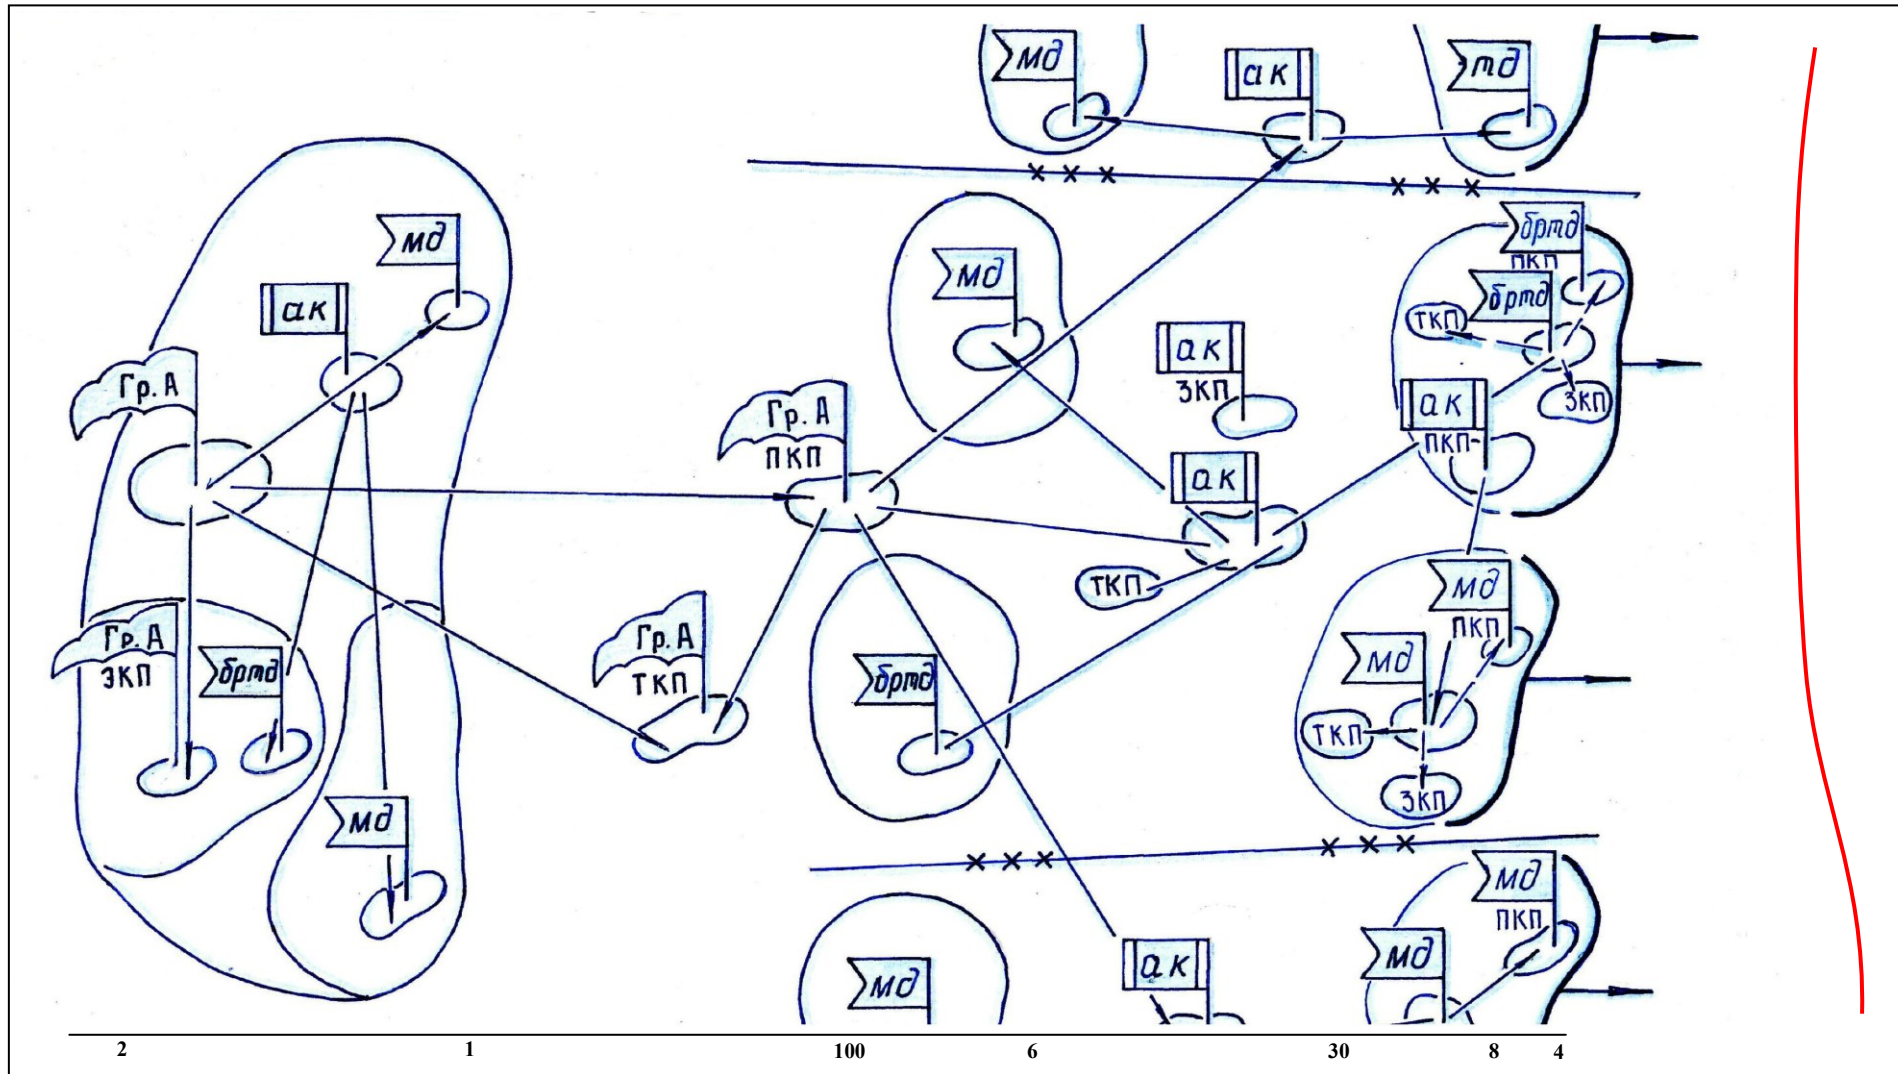 мд
ак
тд
мд
ак
Гр. А
мд
ак
ЗКП
Гр. А
ПКП
ак
ТКП
бртд
ПКП
бртд
ТКП
ЗКП
ак
ПКП
Гр. А
ЗКП
бртд
Гр. А
ТКП
бртд
мд
ПКП
мд
ТКП
ЗКП
мд
мд
ПКП
мд
ак
мд
2 1 100 6 30 8 4